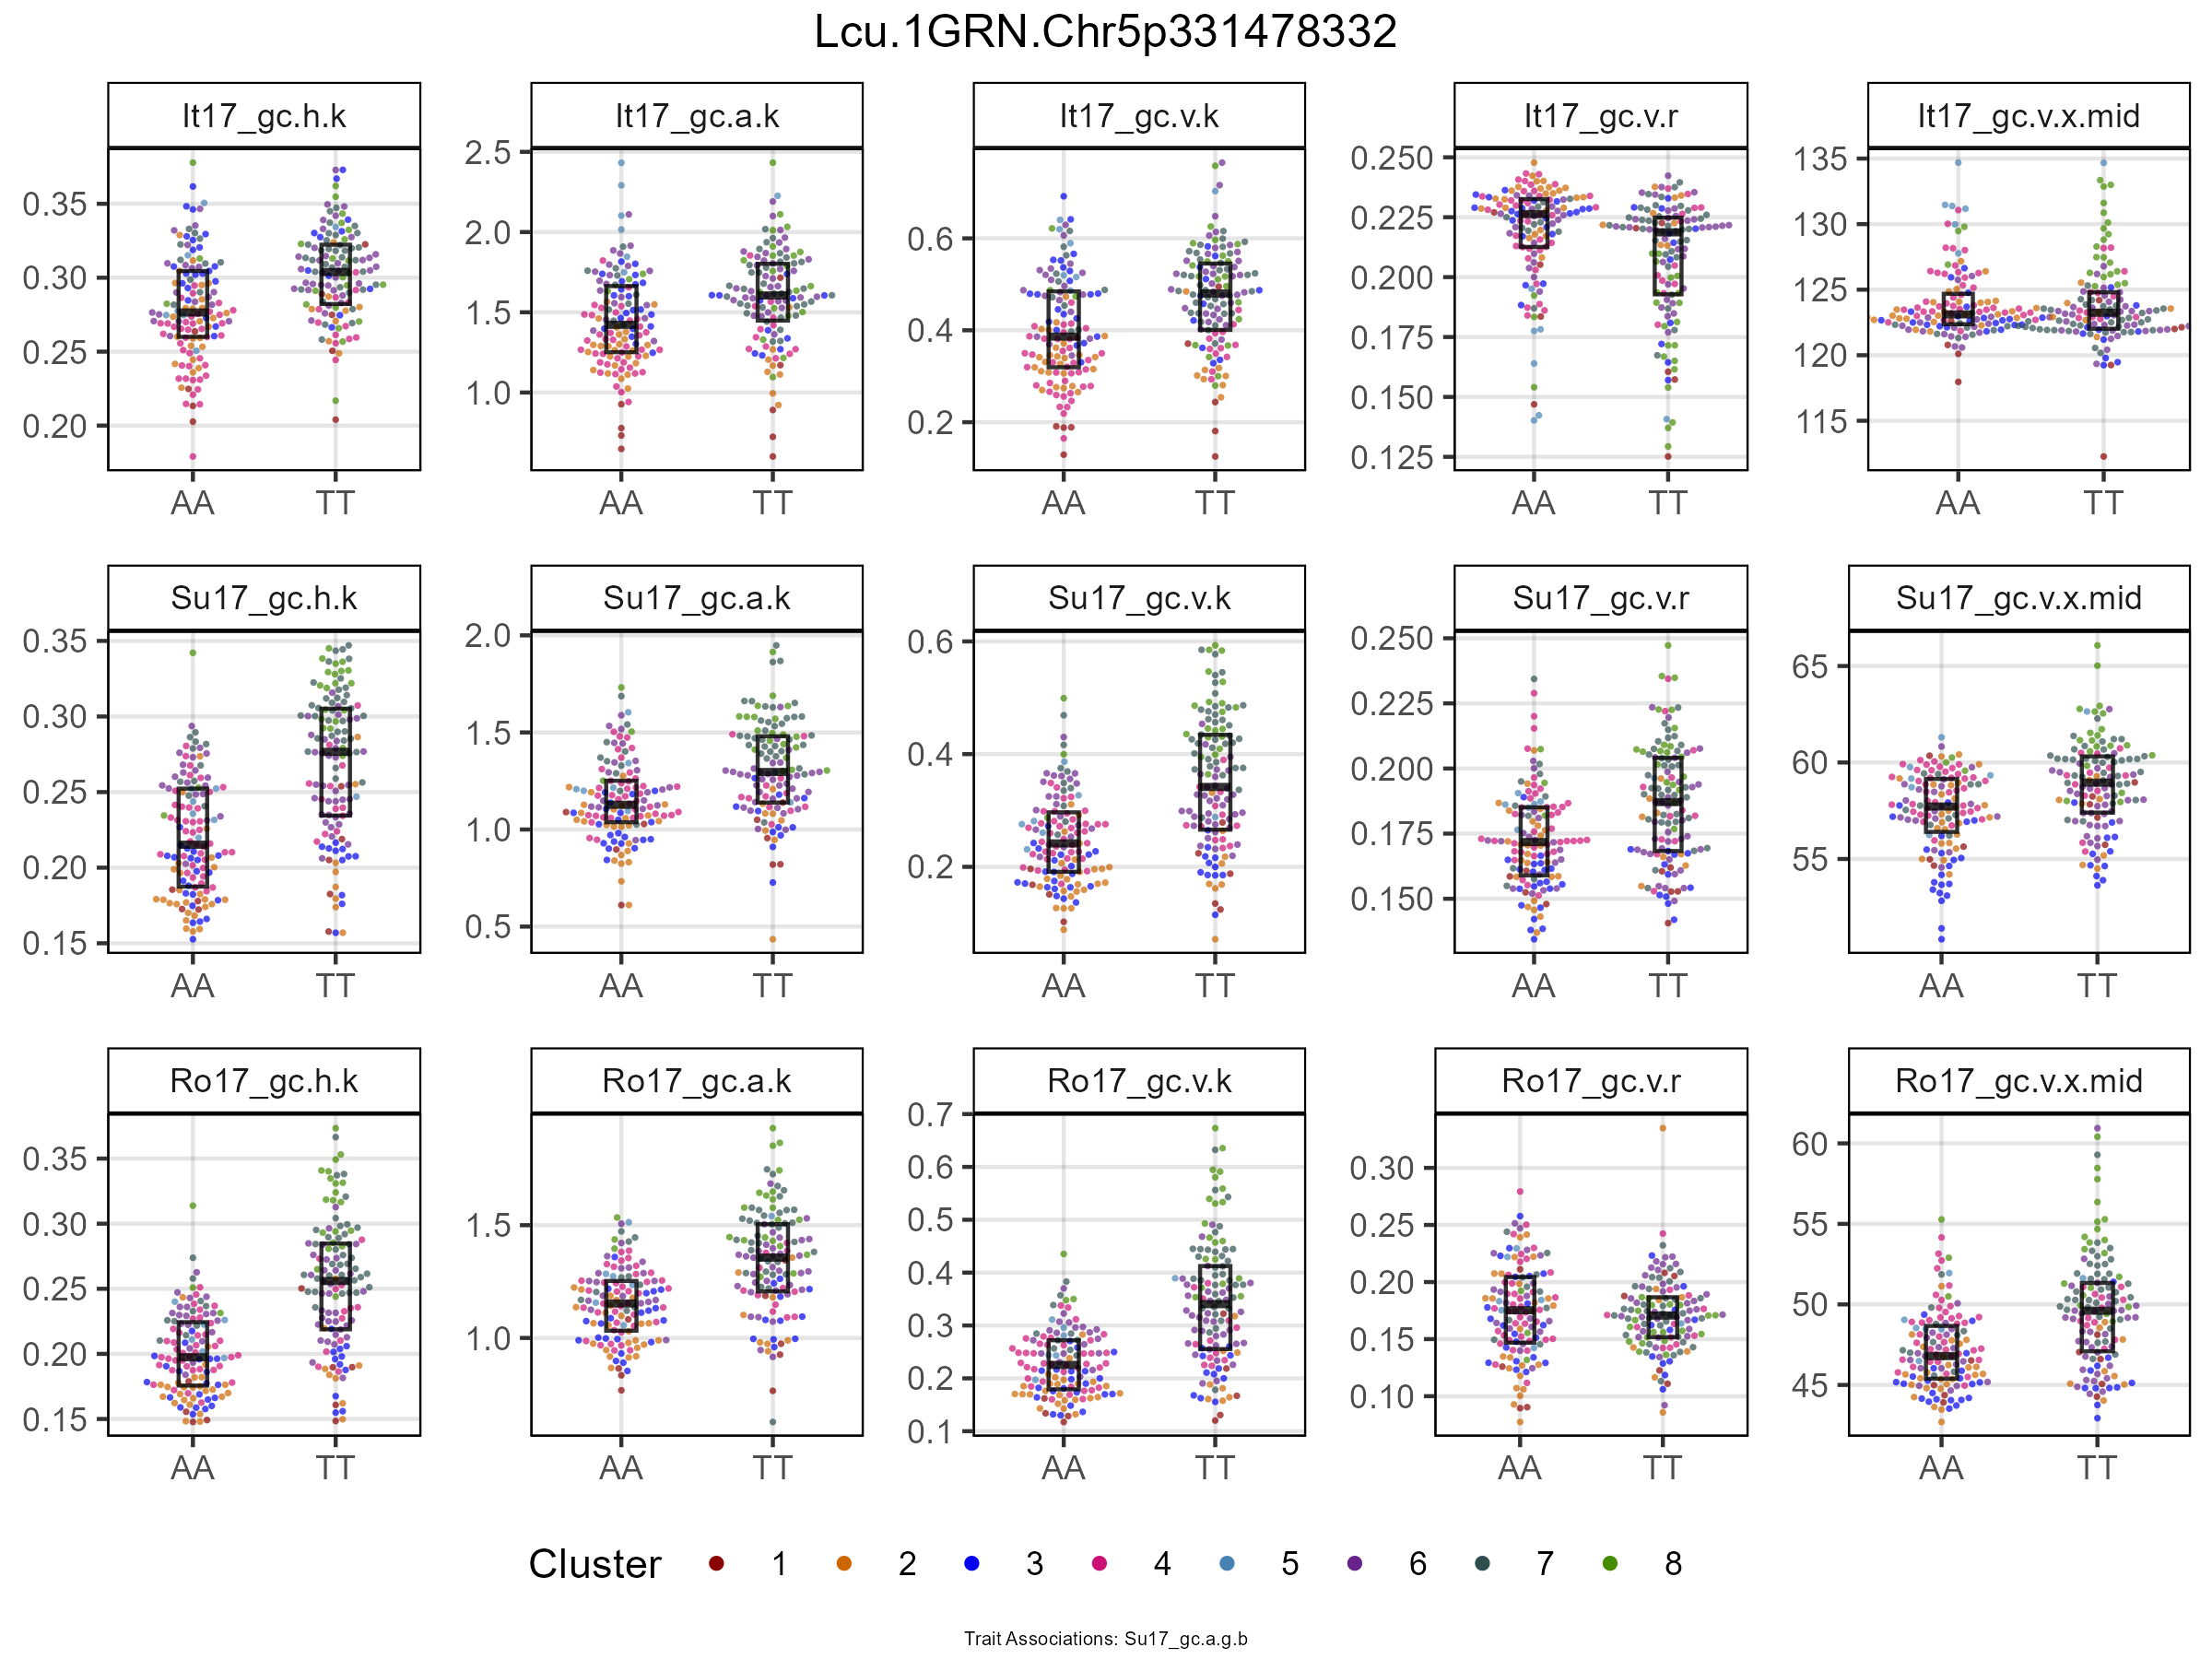 Lcu.1GRN.Chr5p331478332
It17_gc.h.k
It17_gc.a.k
It17_gc.v.k
It17_gc.v.r
It17_gc.v.x.mid
0.35
0.30
0.25
0.20
AA TT
2.5
2.0
1.5
1.0
AA TT
0.6
0.4
0.2
AA TT
0.250
0.225
0.200
0.175
0.150
0.125
AA TT
135
130
125
120
115
AA TT
Su17_gc.h.k
Su17_gc.a.k
Su17_gc.v.k
Su17_gc.v.r
Su17_gc.v.x.mid
0.35
0.30
0.25
0.20
0.15
AA TT
2.0
1.5
1.0
0.5
AA TT
0.6
0.4
0.2
AA TT
0.250
0.225
0.200
0.175
0.150
AA TT
65
60
55
AA TT
Ro17_gc.h.k
Ro17_gc.a.k
Ro17_gc.v.k
Ro17_gc.v.r
Ro17_gc.v.x.mid
0.35
0.30
0.25
0.20
0.15
AA TT
1.5
1.0
AA TT
0.7
0.6
0.5
0.4
0.3
0.2
0.1
AA TT
0.30
0.25
0.20
0.15
0.10
AA TT
60
55
50
45
AA TT
Cluster 1 2 3 4 5 6 7 8
Trait Associations: Su17_gc.a.g.b